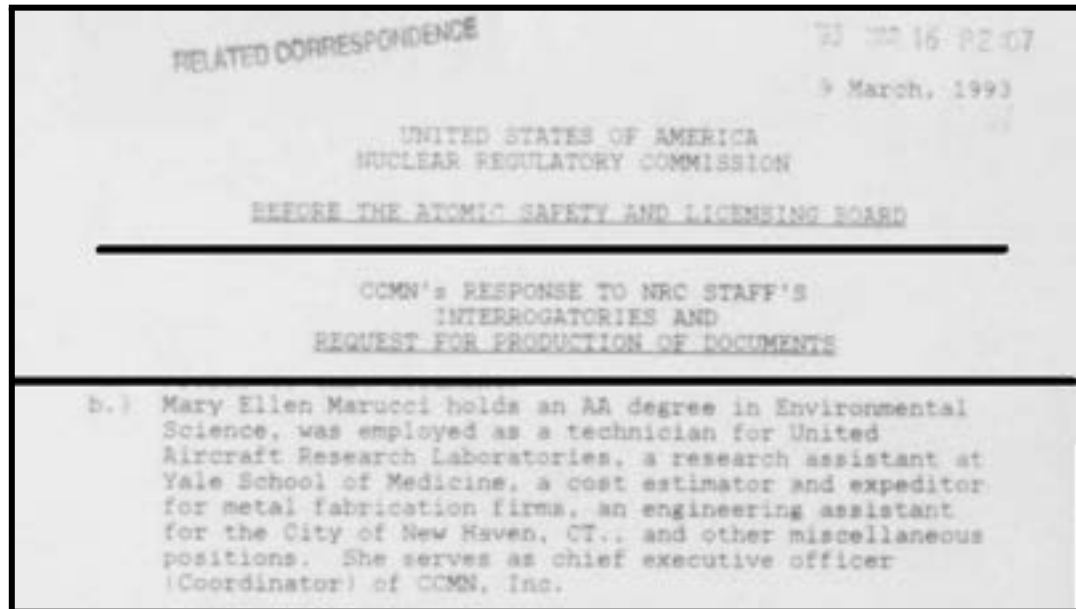 RELATED CORRESPONDENCE
16 P2:07
9 March, 1993
UNITED STATES OF AMERICA
NUCLEAR REGULATORY COMMISSION
BEFORE THE ATOMIC SAFETY AND LICENSING BOARD
CCMN's RESPONSE TO NRC STAFF'S
INTERROGATORIES AND
REQUEST FOR PRODUCTION OF DOCUMENTS
b.) Mary Ellen Marucci holds an AA degree in Environmental
Science, was employed as a technician for United
Aircraft Research Laboratories, a research assistant at
Yale School of Medicine, a cost estimator and expeditor
for metal fabrication firms, an engineering assistant
for the City of New Haven, CT., and other miscellaneous
positions. She serves as chief executive officer
(Coordinator) of CCMN, Inc.